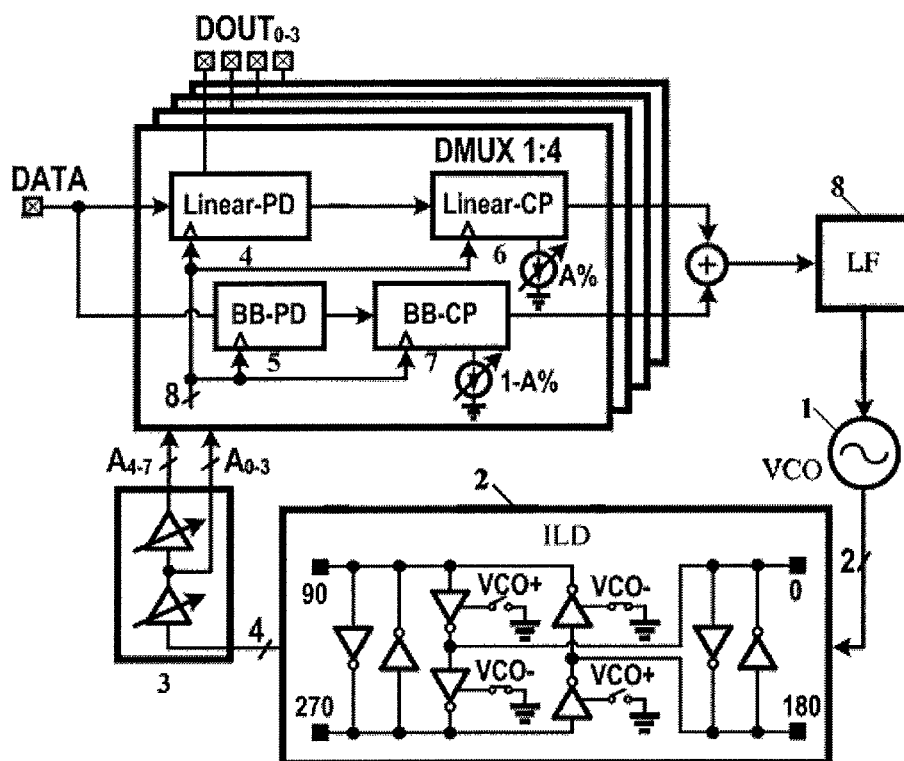 DOUT0-3
DMUX 1:4
DATA
Linear-PD
Linear-CP
4
6
A%
BB-PD
BB-CP
5
7
1-A%
8
+
8
LF
1
VCO
2
A4-7
A0-3
3
4
2
ILD
90
VCO+
VCO-
0
270
VCO-
VCO+
180